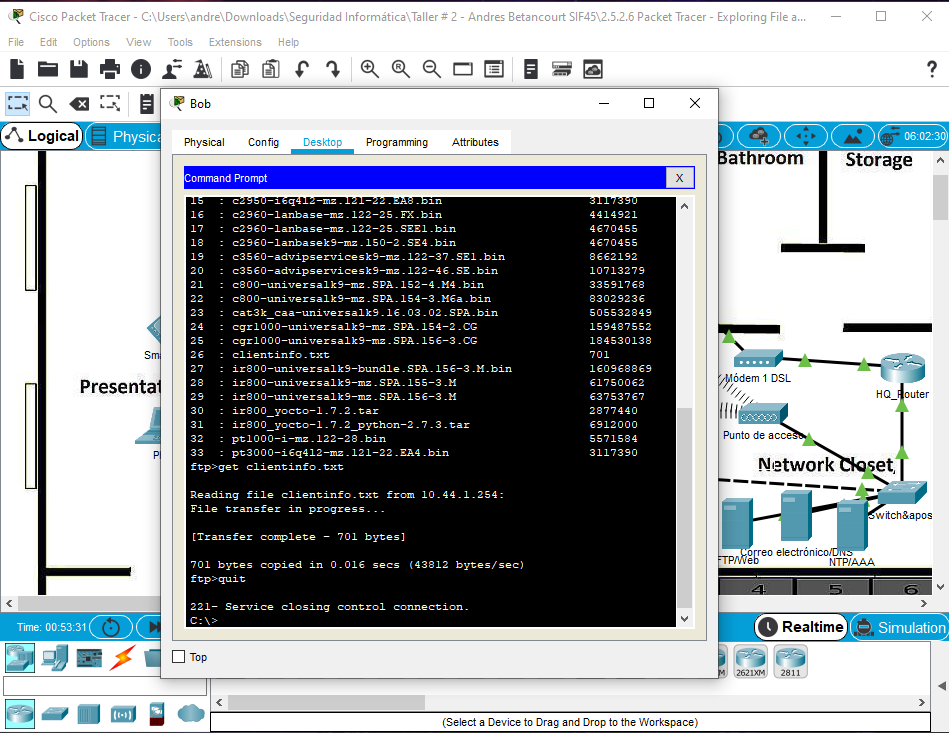 Cisco Packet Tracer - C:\Users\andre\Downloads\Seguridad Informática\Taller # 2 - Andres Betancourt SIF45\2.5.2.6 Packet Tracer - Exploring File a...
File Edit Options View Tools Extensions Help
Bob
Logical
Physica
06:02:30
Physical Config Desktop Programming Attributes
Bathroom
Storage
Command Prompt
X
15 : c2950-i6q4l2-mz.121-22.EA8.bin 3117390
16 : c2960-lanbase-mz.122-25.FX.bin 4414921
17 : c2960-lanbase-mz.122-25.SEE1.bin 4670455
18 : c2960-lanbasek9-mz.150-2.SE4.bin 4670455
19 : c3560-advipservicesk9-mz.122-37.SE1.bin 8662192
20 : c3560-advipservicesk9-mz.122-46.SE.bin 10713279
21 : c800-universalk9-mz.SPA.152-4.M4.bin 33591768
22 : c800-universalk9-mz.SPA.154-3.M6a.bin 83029236
23 : cat3k_caa-universalk9.16.03.02.SPA.bin 505532849
24 : cgr1000-universalk9-mz.SPA.154-2.CG 159487552
25 : cgr1000-universalk9-mz.SPA.156-3.CG 184530138
26 : clientinfo.txt 701
27 : ir800-universalk9-bundle.SPA.156-3.M.bin 160968869
28 : ir800-universalk9-mz.SPA.155-3.M 61750062
29 : ir800-universalk9-mz.SPA.156-3.M 63753767
30 : ir800_yocto-1.7.2.tar 2877440
31 : ir800_yocto-1.7.2_python-2.7.3.tar 6912000
32 : pt1000-i-mz.122-28.bin 5571584
33 : pt3000-i6q4l2-mz.121-22.EA4.bin 3117390
ftp>get clientinfo.txt
Reading file clientinfo.txt from 10.44.1.254:
File transfer in progress...
[Transfer complete - 701 bytes]
701 bytes copied in 0.016 secs (43812 bytes/sec)
ftp>quit
221- Service closing control connection.
C:\>
Top
Sma
Presentat
P
Módem 1 DSL
HQ_Router
Punto de acceso
Network Closet
Switch&apos
Correo electrónico/DNS
FTP/Web
NTP/AAA
4 5 6
Time: 00:53:31
Realtime
Simulation
2621XM
2811
(Select a Device to Drag and Drop to the Workspace)